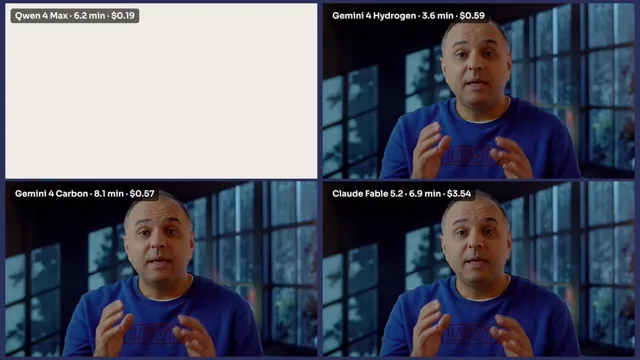 Qwen 4 Max · 6.2 min · $0.19
Gemini 4 Hydrogen · 3.6 min · $0.59
Gemini 4 Carbon · 8.1 min · $0.57
Claude Fable 5.2 · 6.9 min · $3.54